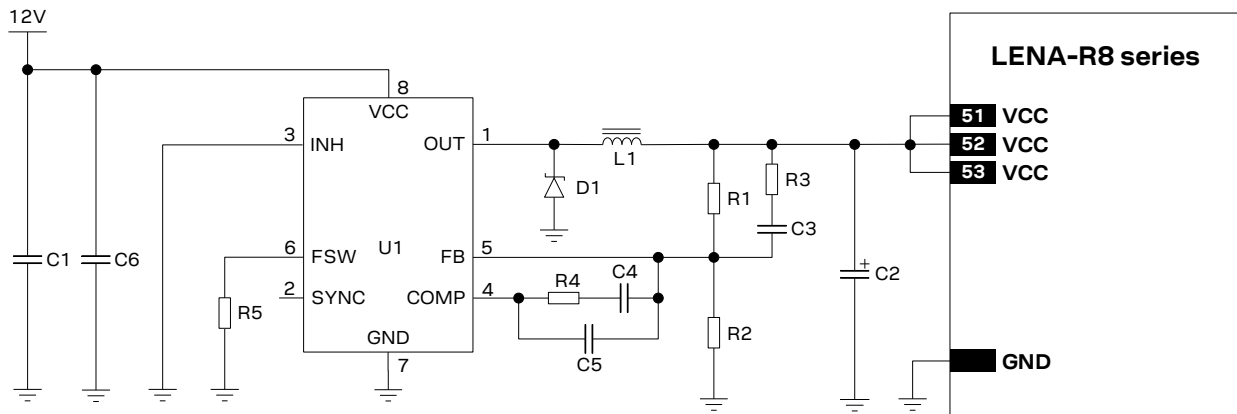 12V
LENA-R8 series
8
VCC
51 VCC
3 INH
OUT 1
52 VCC
L1
53 VCC
D1
R1
R3
C3
U1
6 FSW
FB 5
C1
C6
C4
+
C2
R4
2 SYNC
COMP 4
R5
R2
GND
C5
7
GND